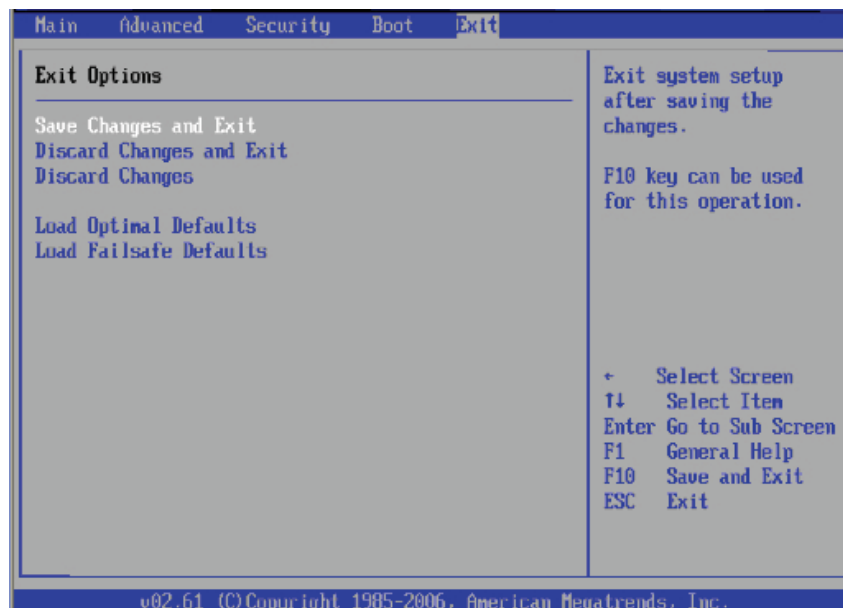 Main Advanced Security Boot Exit
Exit Options
Save Changes and Exit
Discard Changes and Exit
Discard Changes
Load Optimal Defaults
Load Failsafe Defaults
Exit system setup
after saving the
changes.
F10 key can be used
for this operation.
← Select Screen
↑↓ Select Item
Enter Go to Sub Screen
F1 General Help
F10 Save and Exit
ESC Exit
v02.61 (C)Copyright 1985-2006, American Megatrends, Inc.